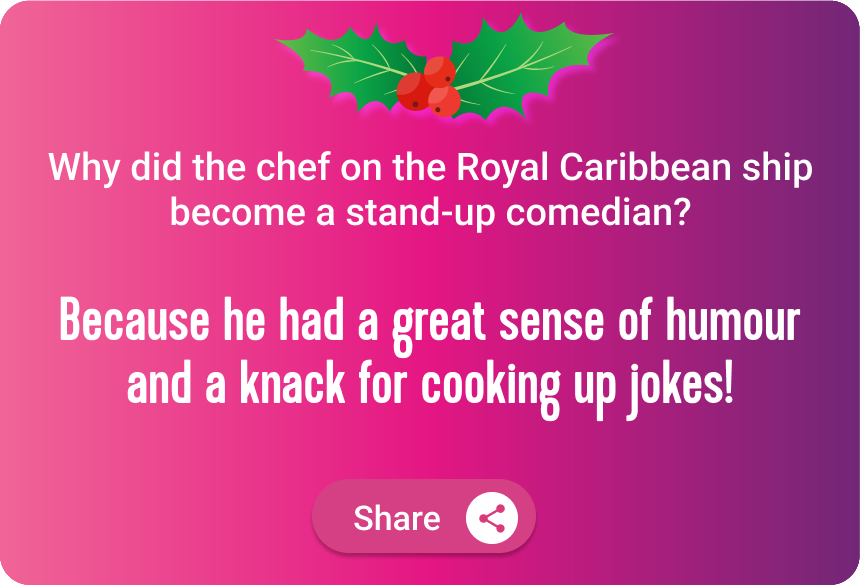 Why did the chef on the Royal Caribbean ship
become a stand-up comedian?
Because he had a great sense of humour
and a knack for cooking up jokes!
Share